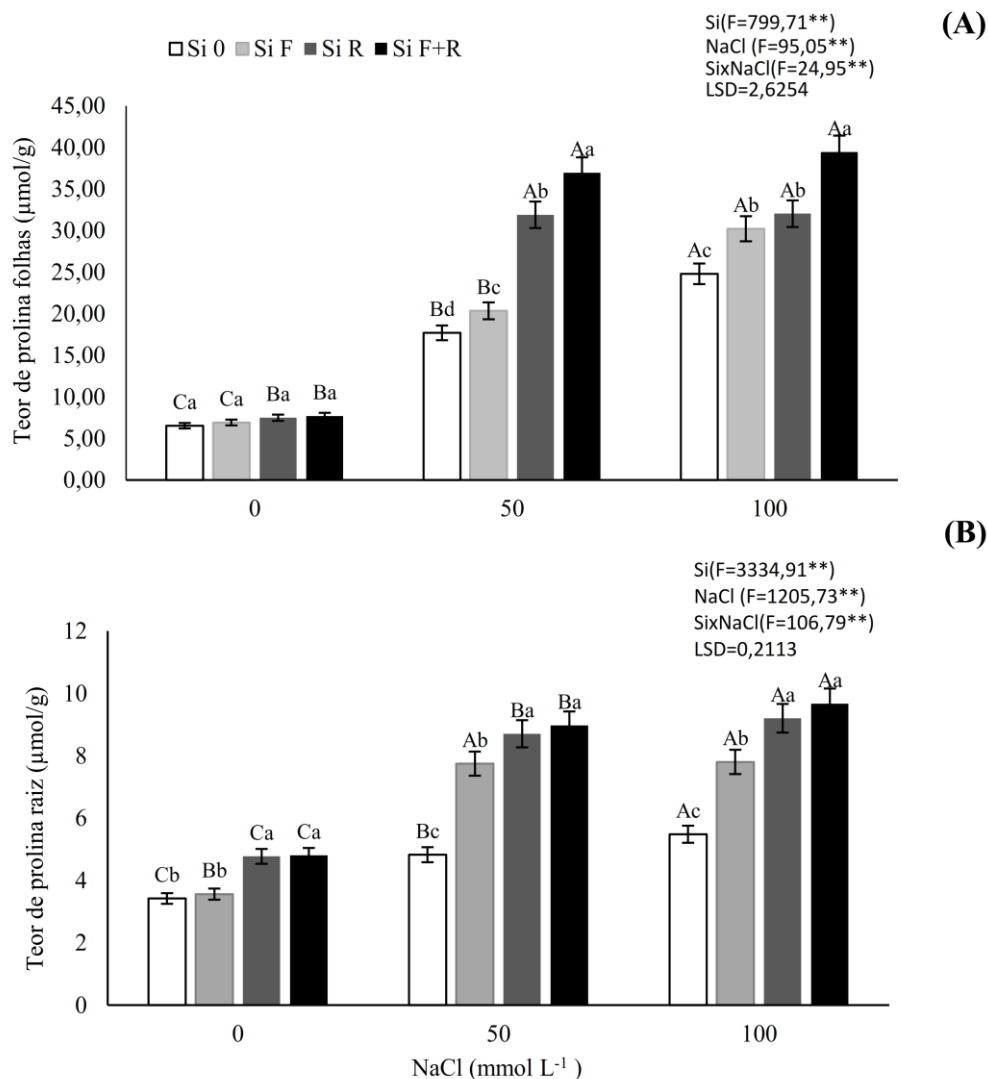 (A)
Si 0 Si F Si R Si F+R
Si(F=799,71**)
NaCl (F=95,05**)
SixNaCl(F=24,95**)
LSD=2,6254
Teor de prolina folhas (μmol/g)
45,00
40,00
35,00
30,00
25,00
20,00
15,00
10,00
5,00
0,00
Ca Ca Ba Ba
Bd Bc Ab Aa
Ac Ab Ab Aa
0 50 100
(B)
Si(F=3334,91**)
NaCl (F=1205,73**)
SixNaCl(F=106,79**)
LSD=0,2113
Teor de prolina raiz (μmol/g)
12
10
8
6
4
2
0
Cb Bb Ca Ca
Bc Ab Ba Ba
Ac Ab Aa Aa
0 50 100
NaCl (mmol L⁻¹ )